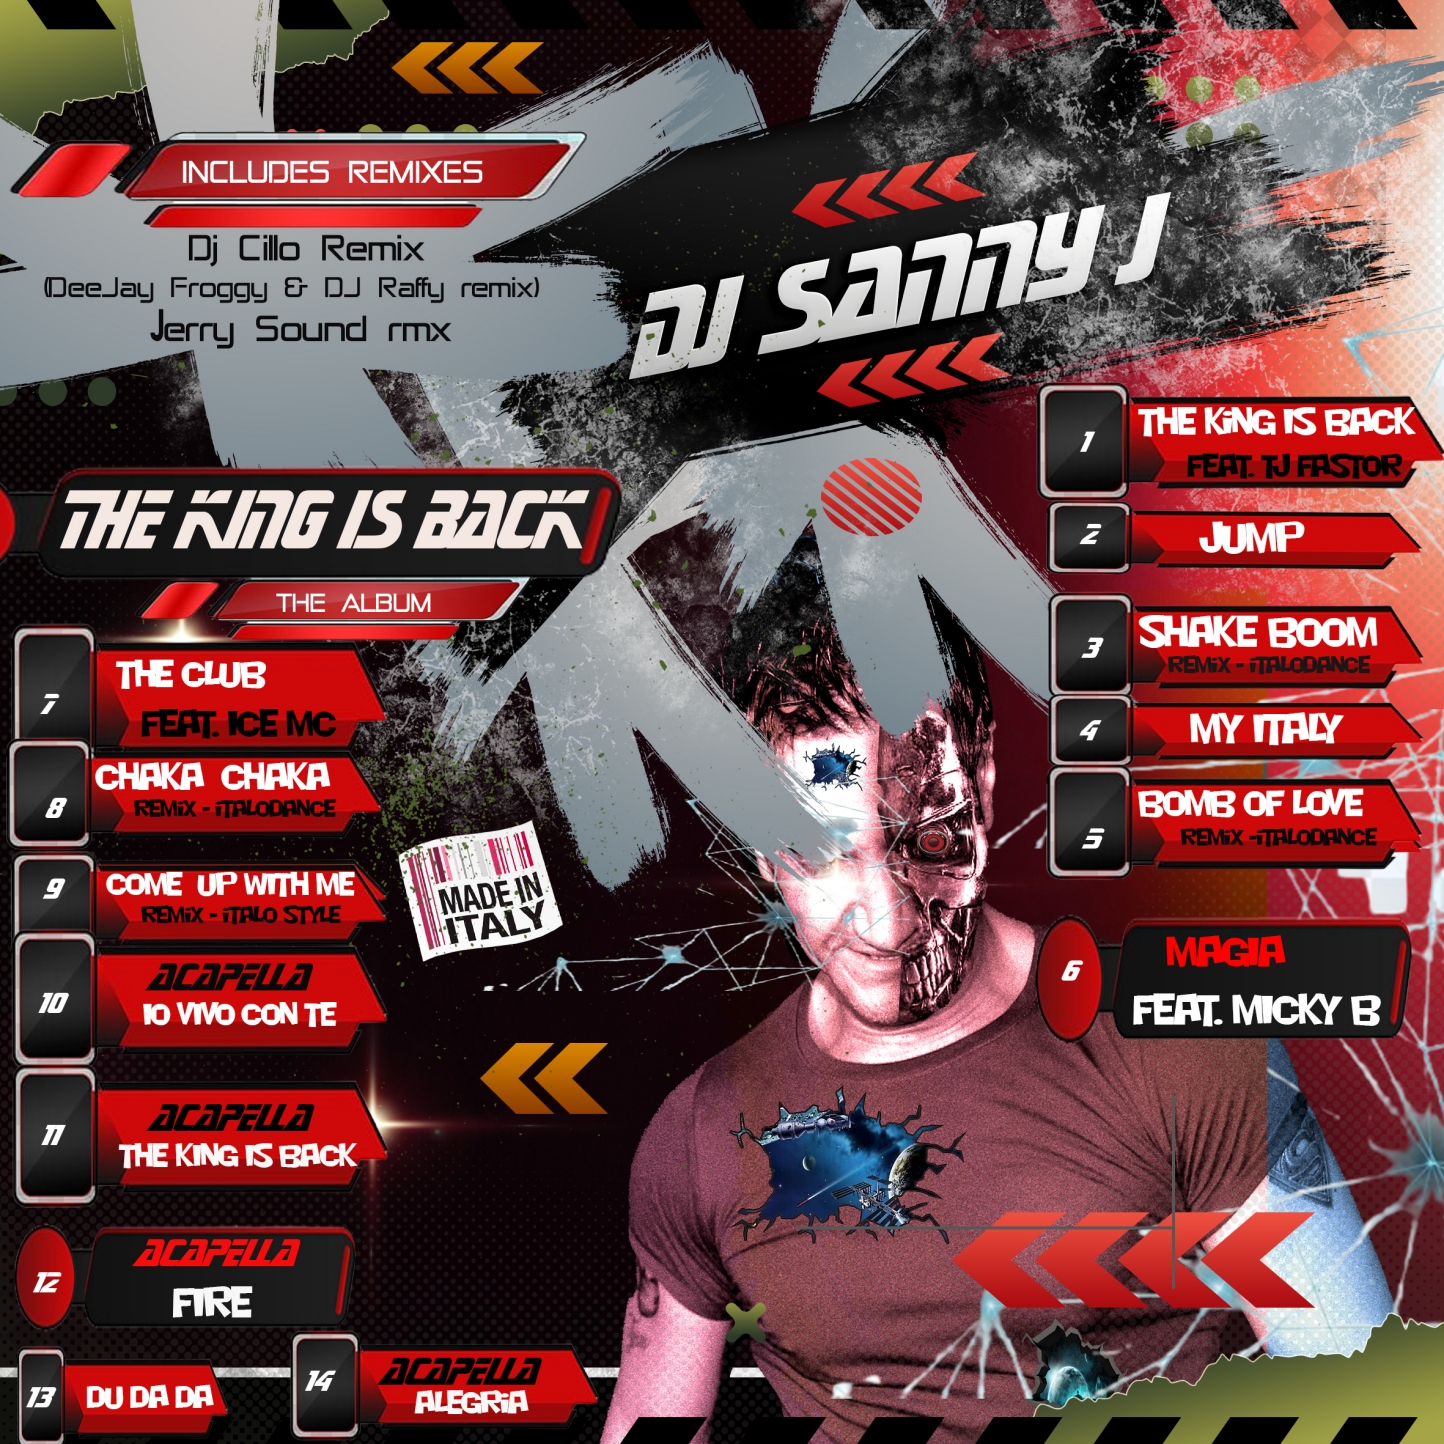 INCLUDES REMIXES
Dj Cillo Remix
(DeeJay Froggy & DJ Raffy remix)
Jerry Sound rmx
DJ SANNY J
THE KING IS BACK
THE ALBUM
1
THE KiNG IS BACK
FEAT. TJ FASTOR
2
JUMP
3
SHAKE BOOM
REMiX - iTALODANCE
4
MY ITALY
5
BOMB OF LOVE
REMiX -iTALODANCE
6
MAGIA
FEAT. MICKY B
7
THE CLUB
FEAT. ICE MC
8
CHAKA CHAKA
REMiX - iTALODANCE
9
COME UP WITH ME
REMiX - iTALO STYLE
10
ACAPELLA
IO VIVO CON TE
11
ACAPELLA
THE KING IS BACK
12
ACAPELLA
FIRE
13
DU DA DA
14
ACAPELLA
ALEGRiA
MADE IN
ITALY